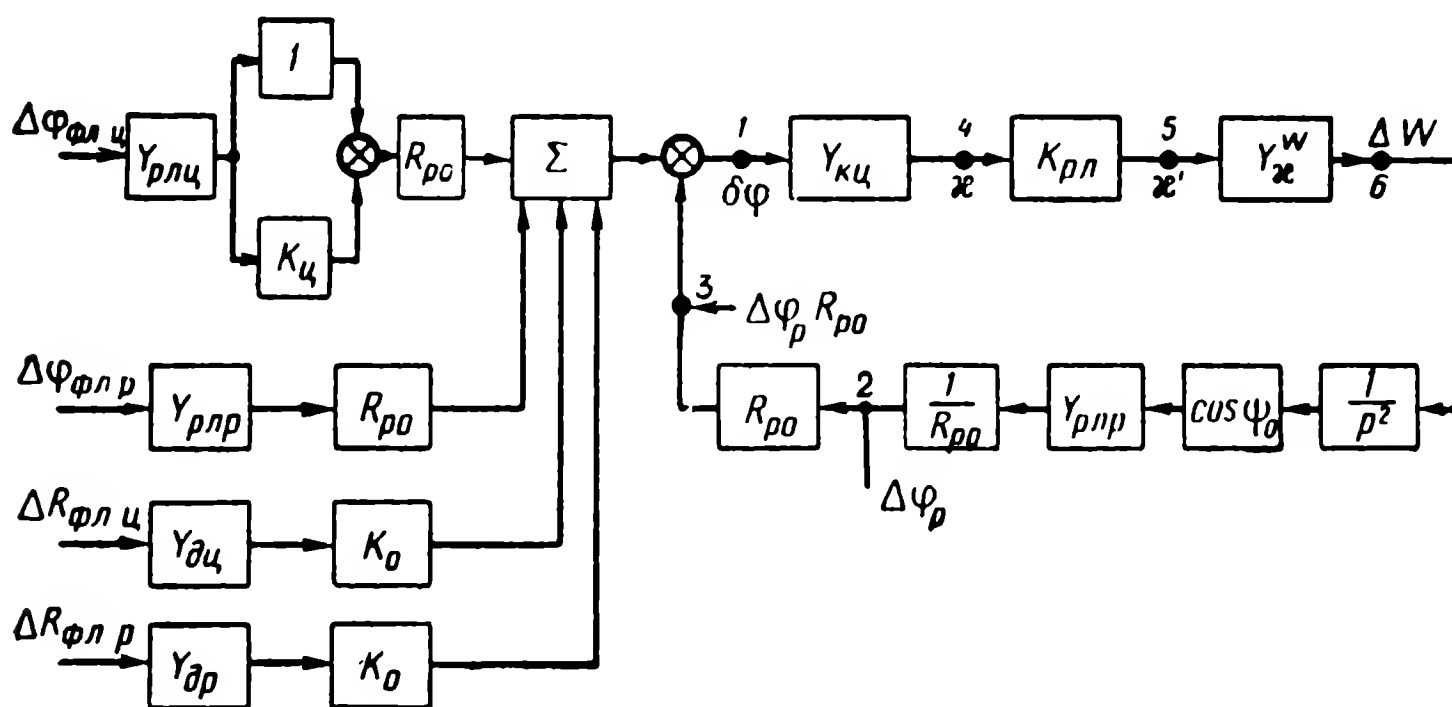 1
Δφфл ц
Yрлц
Rро
Σ
1
δφ
Yкц
4
ϰ
Kрл
5
ϰ'
Yϰ^W
ΔW
6
Kц
3
Δφр Rро
Δφфл р
Yрлр
Rро
Rро
2
1/Rро
Yрлр
cos ψ0
1/p²
Δφр
ΔRфл ц
Yдц
K0
ΔRфл р
Yдр
K0